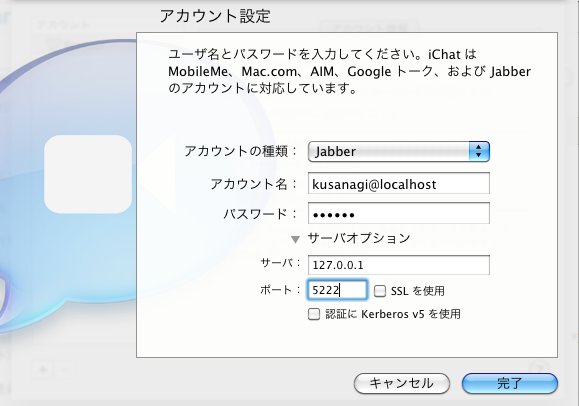 アカウント設定
ユーザ名とパスワードを入力してください。iChat は
MobileMe、Mac.com、AIM、Google トーク、および Jabber
のアカウントに対応しています。
アカウントの種類： Jabber
アカウント名： kusanagi@localhost
パスワード： ••••••
▼ サーバオプション
サーバ： 127.0.0.1
ポート： 5222 SSL を使用
認証に Kerberos v5 を使用
キャンセル 完了